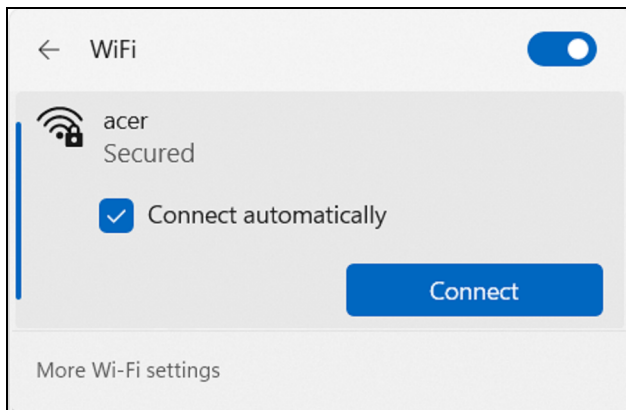 WiFi
acer
Secured
Connect automatically
Connect
More Wi-Fi settings